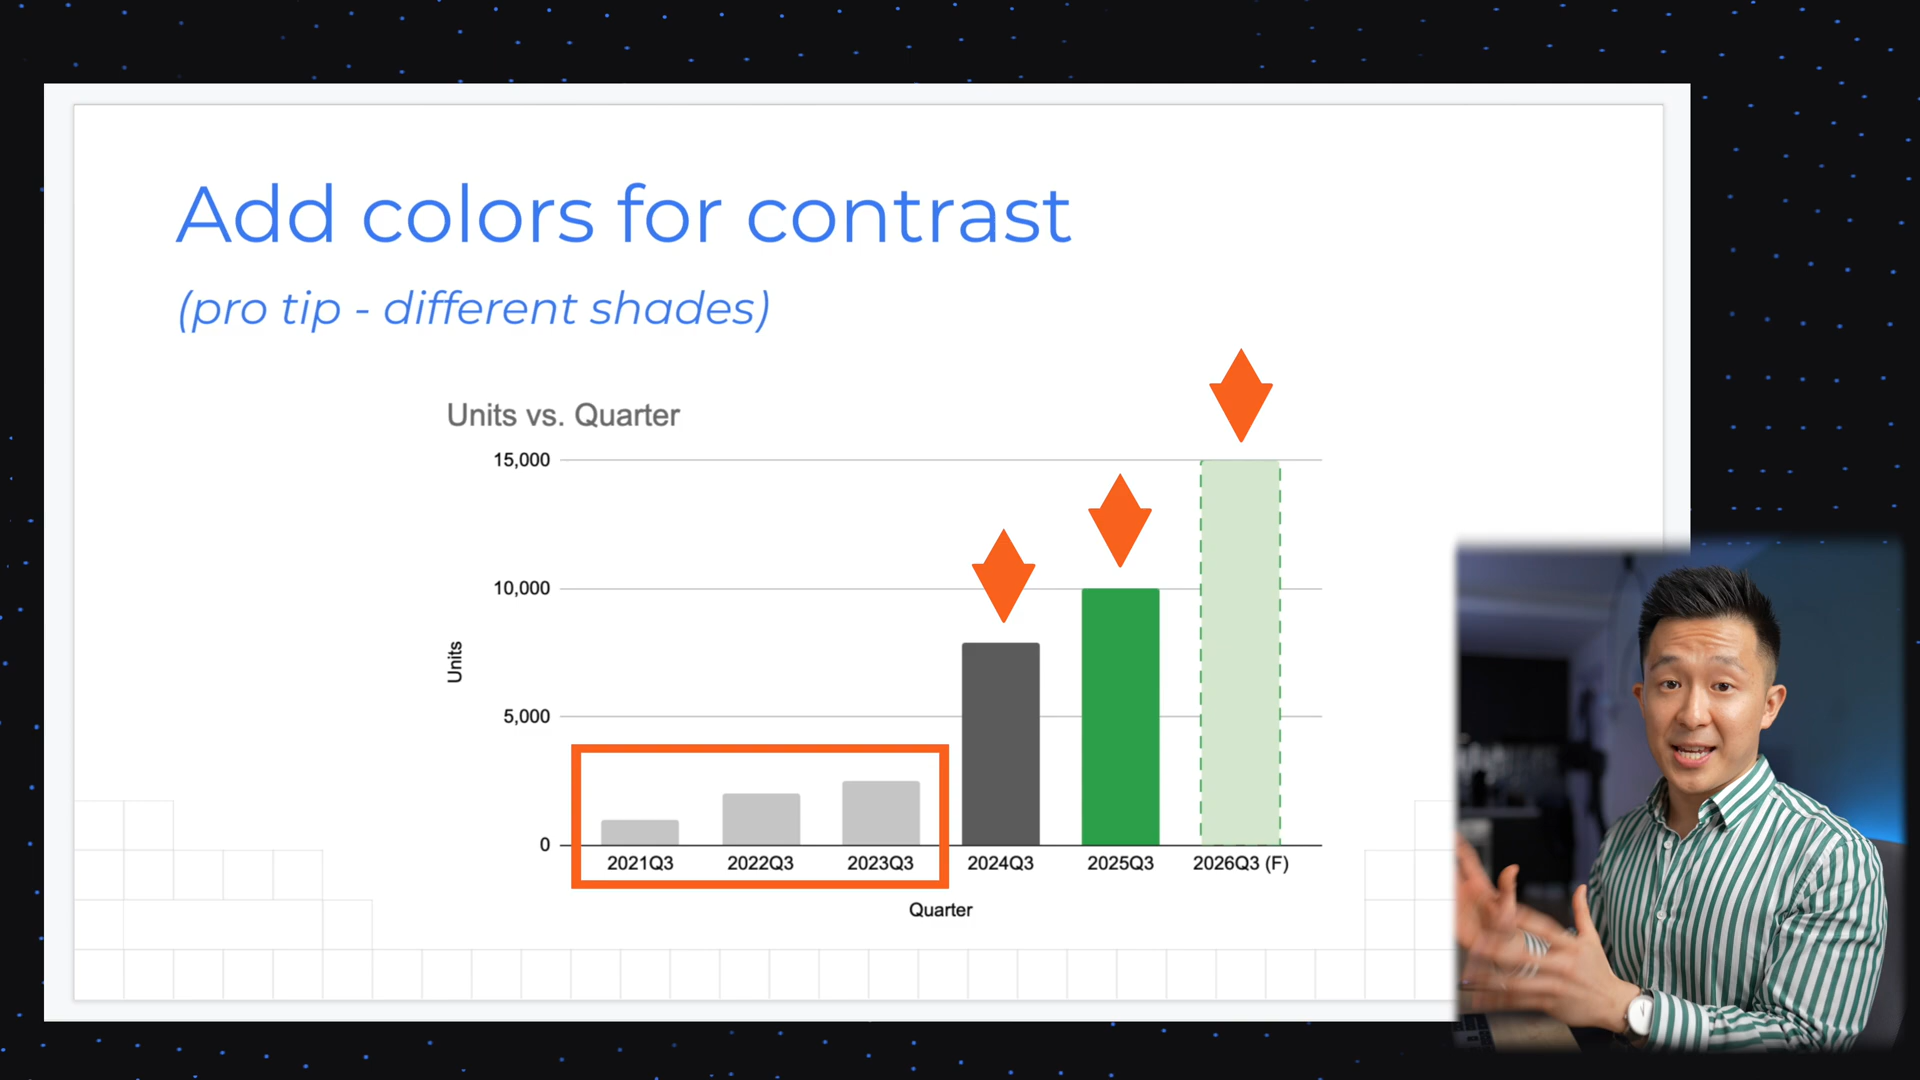 Add colors for contrast
(pro tip - different shades)
Units vs. Quarter
15,000
10,000
5,000
0
Units
2021Q3
2022Q3
2023Q3
2024Q3
2025Q3
2026Q3 (F)
Quarter